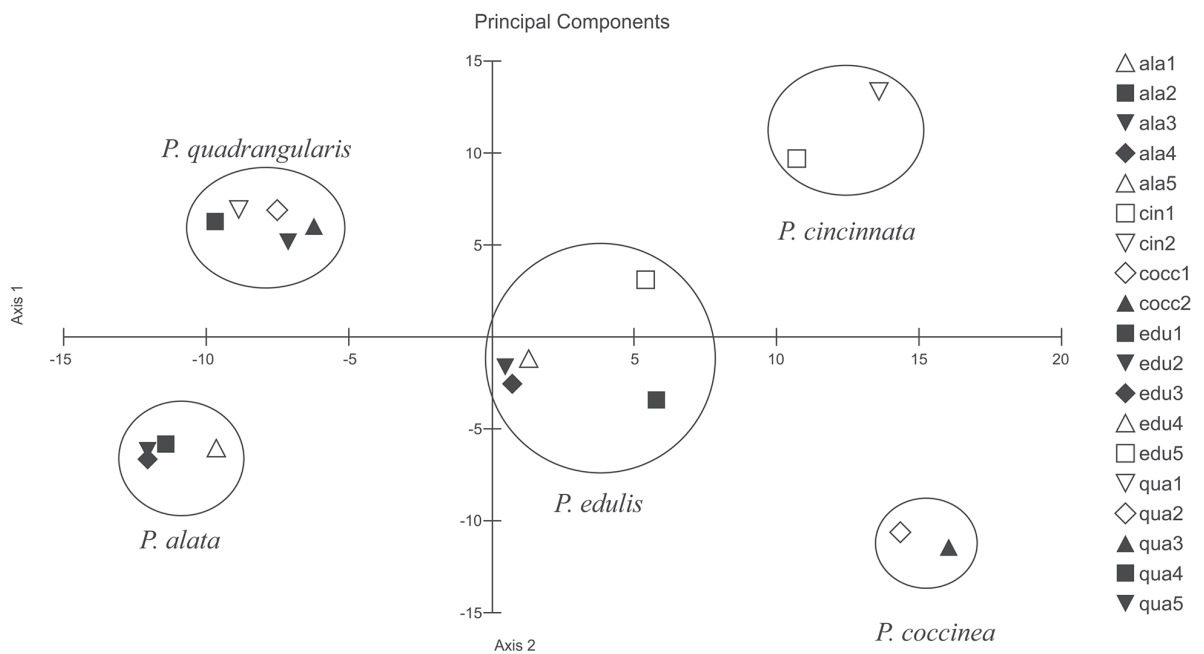 Principal Components
15
10
5
-5
-10
-15
-15
-10
-5
5
10
15
20
Axis 1
Axis 2
P. quadrangularis
P. cincinnata
P. edulis
P. alata
P. coccinea
ala1
ala2
ala3
ala4
ala5
cin1
cin2
cocc1
cocc2
edu1
edu2
edu3
edu4
edu5
qua1
qua2
qua3
qua4
qua5